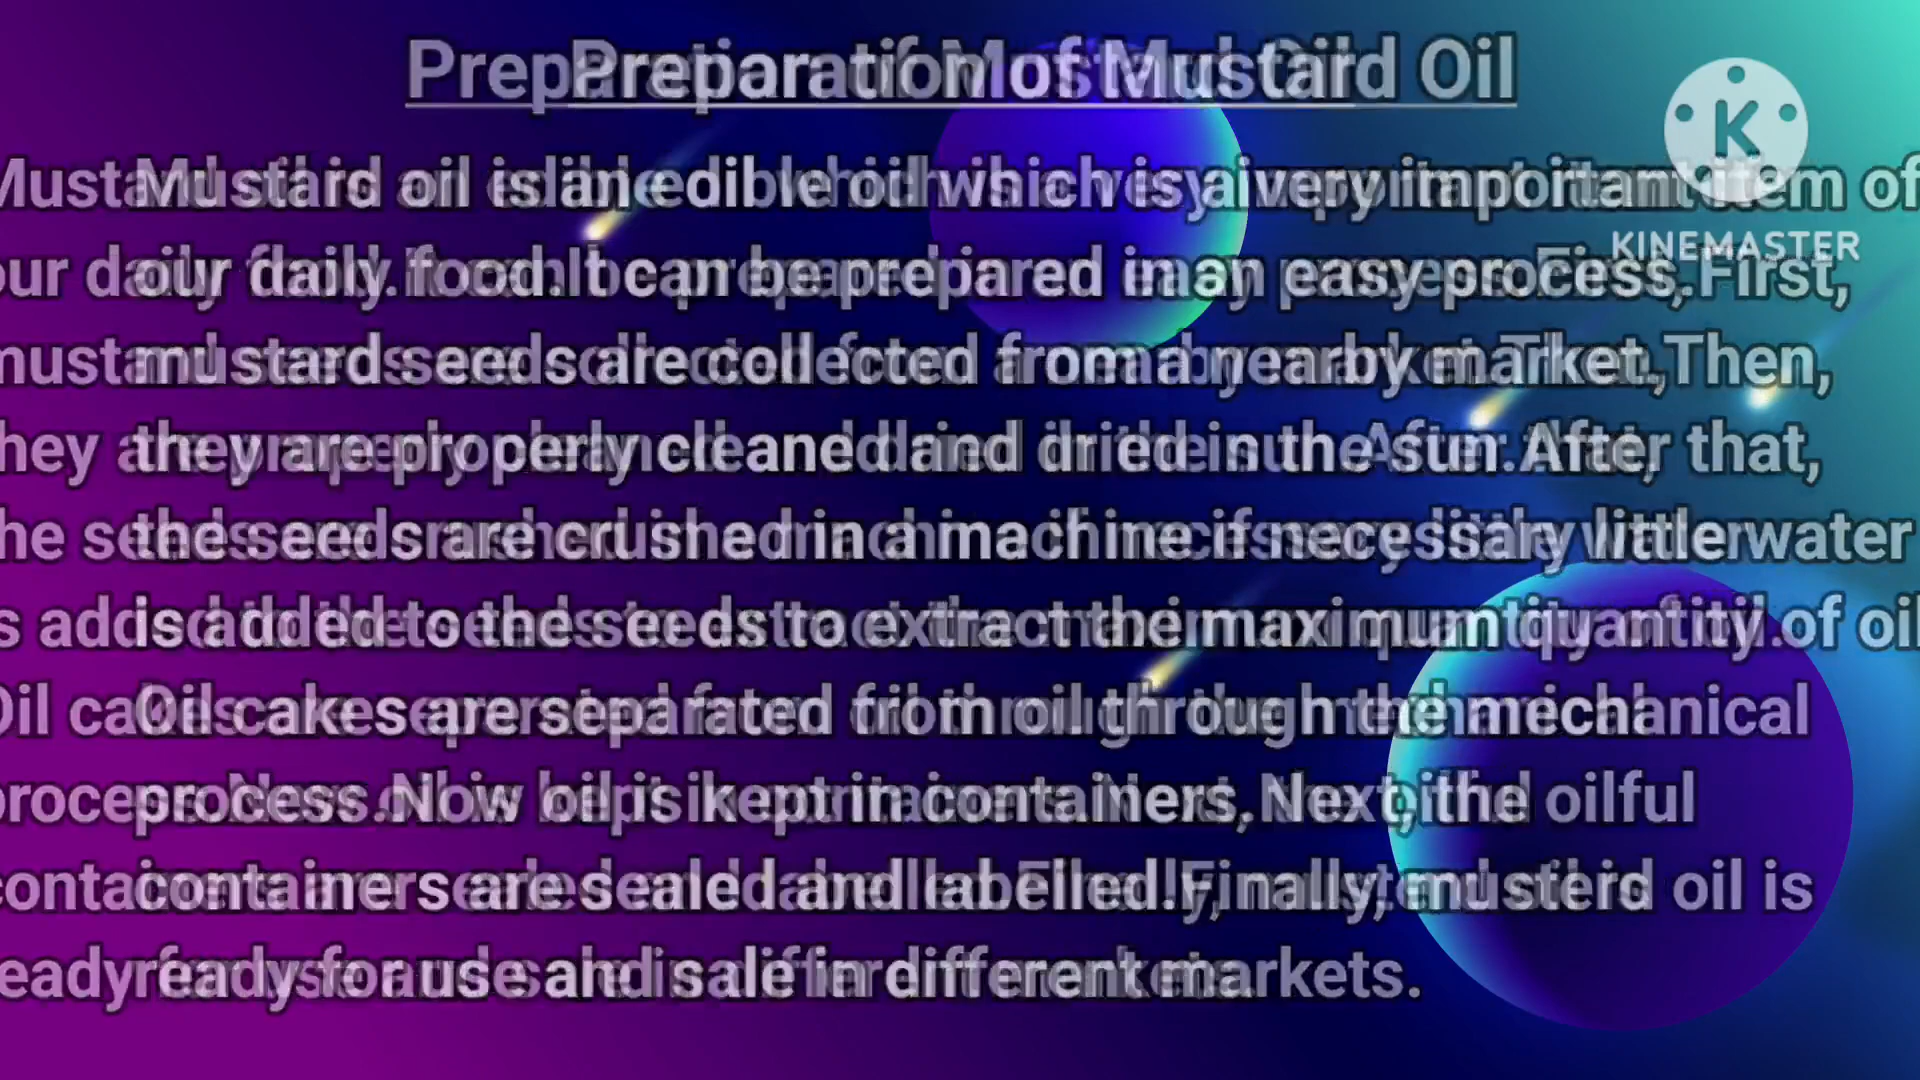 Preparation of Mustard Oil
Mustard oil is an edible oil which is a very important item of
our daily food. It can be prepared in an easy process. First,
mustard seeds are collected from a nearby market, Then,
they are properly cleaned and dried in the sun. After that,
the seeds are crushed in a machine if necessary little water
is added to the seeds to extract the maximum quantity of oil.
Oil cakes are separated from oil through the mechanical
process. Now oil is kept in containers, Next, the oilful
containers are sealed and labelled. Finally, musterd oil is
ready for use and sale in different markets.
K
KINEMASTER